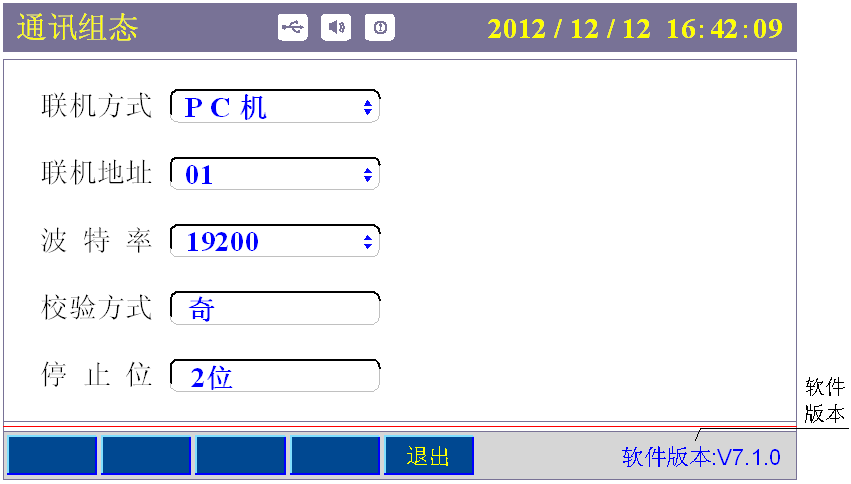 通讯组态 2012 / 12 / 12 16:42:09
联机方式 P C 机
联机地址 01
波 特 率 19200
校验方式 奇
停 止 位 2位
软件
版本
退出 软件版本:V7.1.0